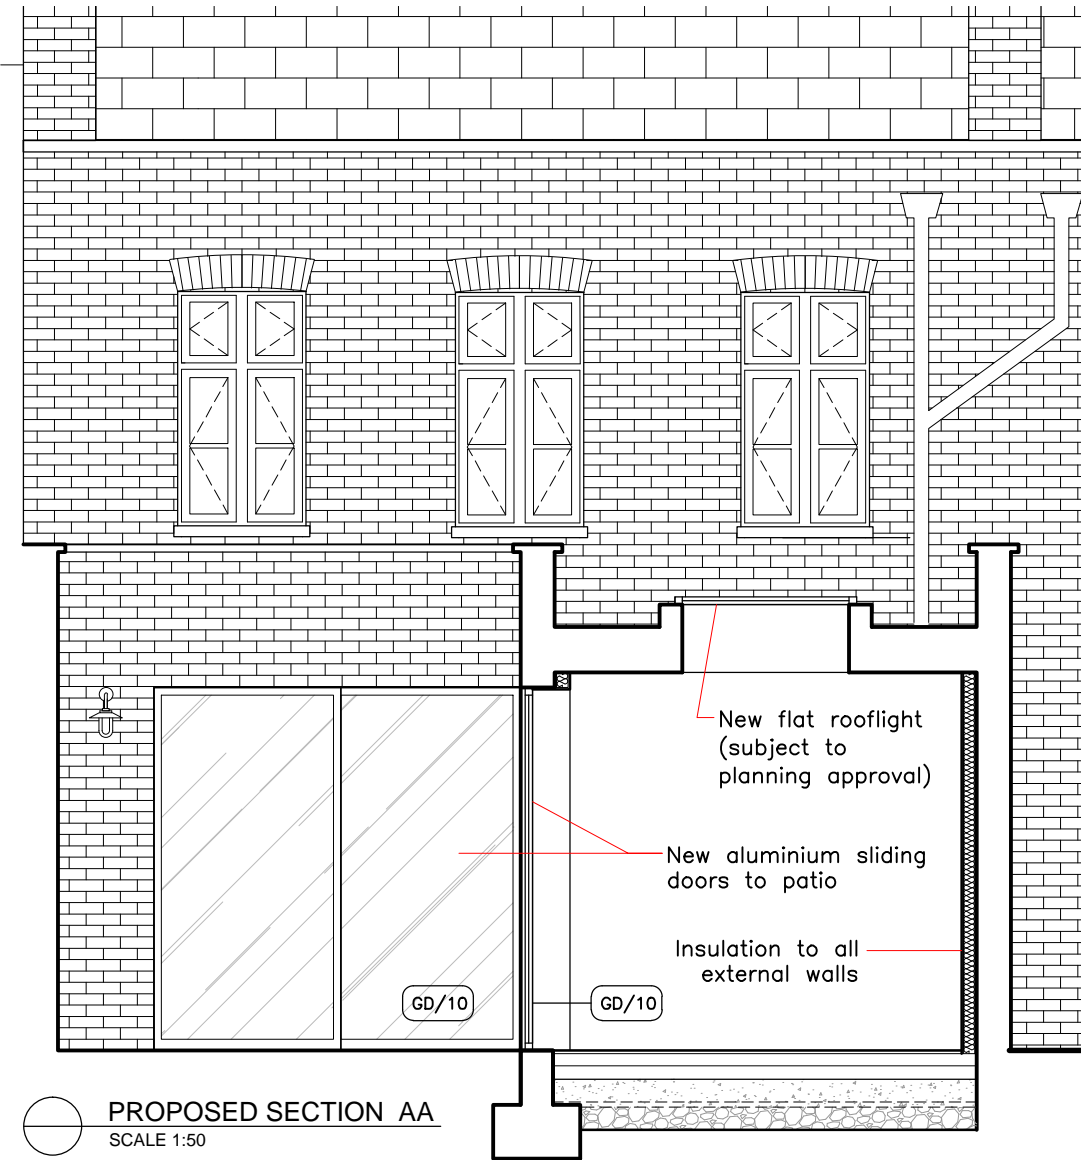 New flat rooflight
(subject to
planning approval)
New aluminium sliding
doors to patio
Insulation to all
external walls
GD/10
GD/10
PROPOSED SECTION AA
SCALE 1:50